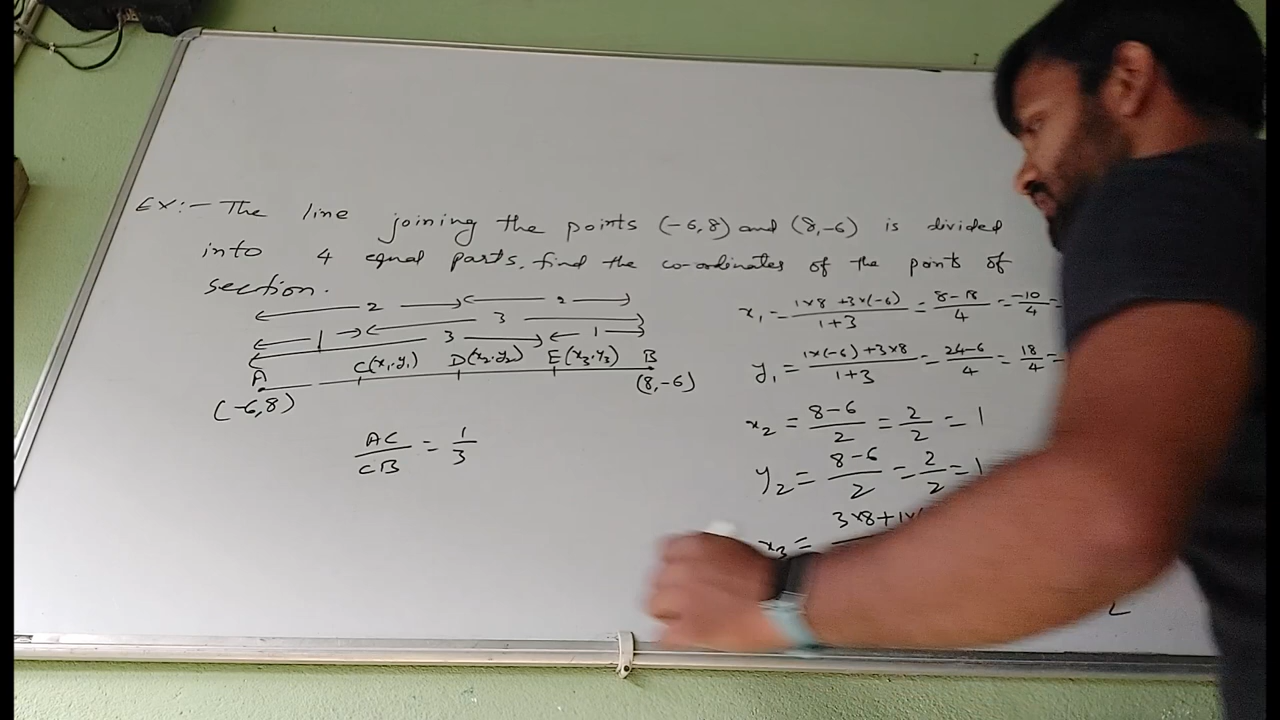 EX:- The line joining the points (-6,8) and (8,-6) is divided
into 4 equal parts. find the co-ordinates of the points of
section.
2 2
1 3
3 1
A C(x₁,y₁) D(x₂,y₂) E(x₃,y₃) B
(-6,8) (8,-6)
AC/CB = 1/3
x₁ = (1×8 + 3×(-6))/(1+3) = (8-18)/4 = -10/4 =
y₁ = (1×(-6) + 3×8)/(1+3) = (24-6)/4 = 18/4 =
x₂ = (8-6)/2 = 2/2 = 1
y₂ = (8-6)/2 = 2/2 = 1
x₃ = 3×8+1×